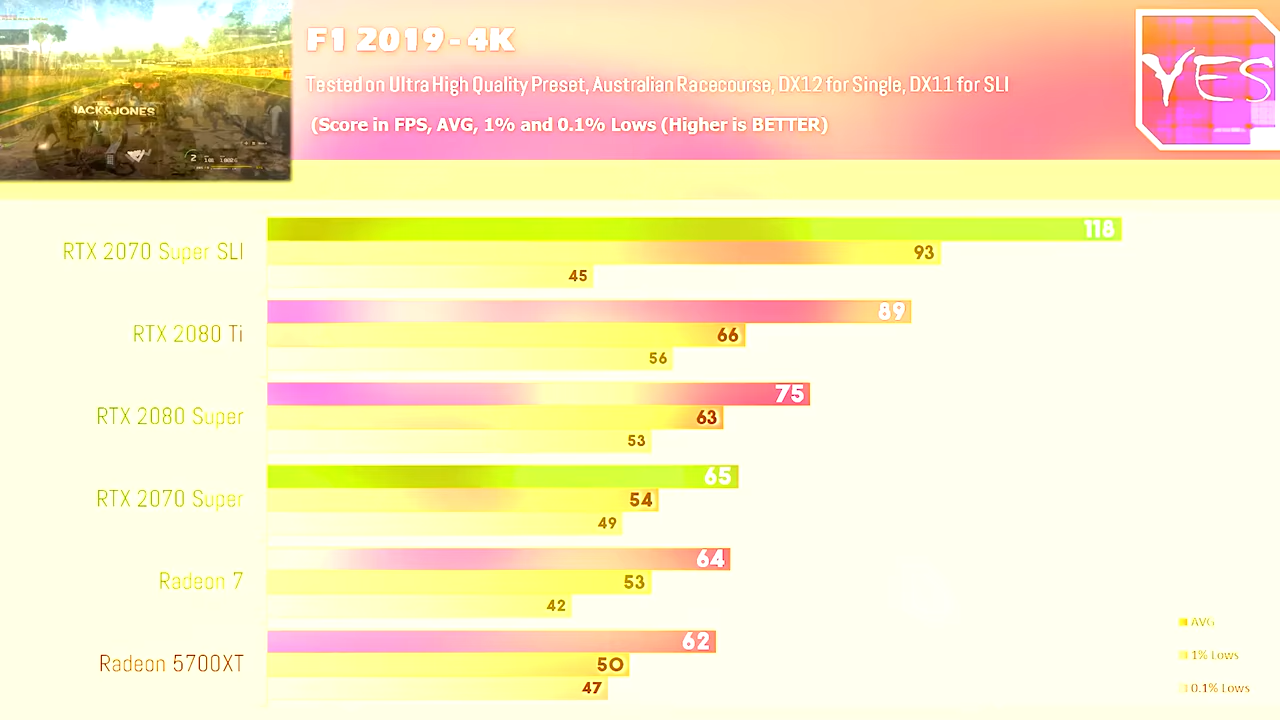 F1 2019 - 4K
Tested on Ultra High Quality Preset, Australian Racecourse, DX12 for Single, DX11 for SLI
(Score in FPS, AVG, 1% and 0.1% Lows (Higher is BETTER)
YES
JACK&JONES
2
RTX 2070 Super SLI
118
93
45
RTX 2080 Ti
89
66
56
RTX 2080 Super
75
63
53
RTX 2070 Super
65
54
49
Radeon 7
64
53
42
Radeon 5700XT
62
50
47
AVG
1% Lows
0.1% Lows